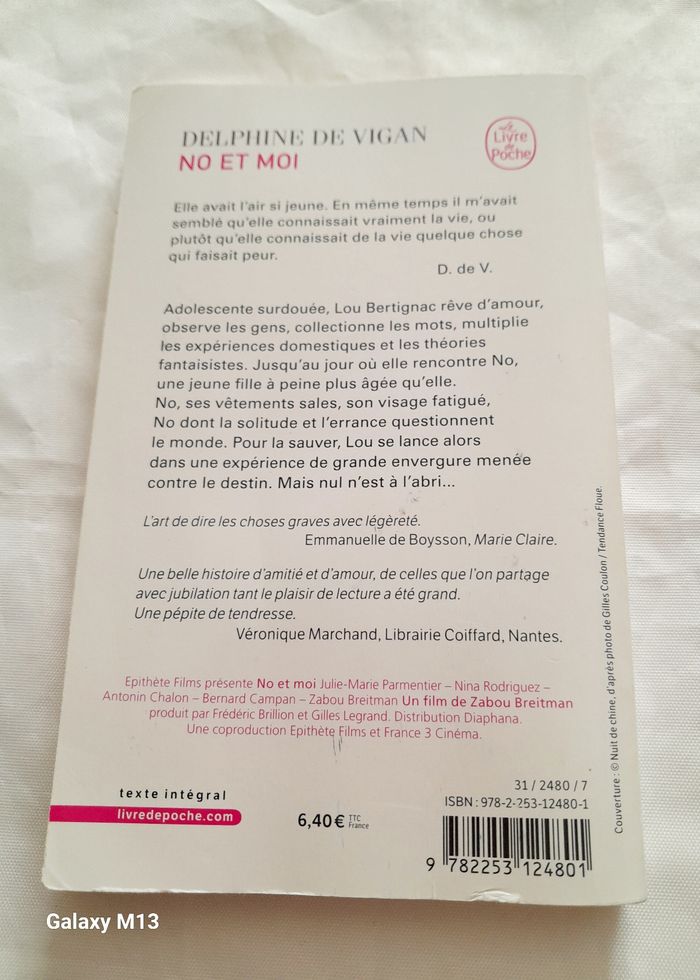 DELPHINE DE VIGAN
NO ET MOI
Le
Livre
de
Poche
Elle avait l'air si jeune. En même temps il m'avait
semblé qu'elle connaissait vraiment la vie, ou
plutôt qu'elle connaissait de la vie quelque chose
qui faisait peur.
D. de V.
Adolescente surdouée, Lou Bertignac rêve d'amour,
observe les gens, collectionne les mots, multiplie
les expériences domestiques et les théories
fantaisistes. Jusqu'au jour où elle rencontre No,
une jeune fille à peine plus âgée qu'elle.
No, ses vêtements sales, son visage fatigué,
No dont la solitude et l'errance questionnent
le monde. Pour la sauver, Lou se lance alors
dans une expérience de grande envergure menée
contre le destin. Mais nul n'est à l'abri...
L'art de dire les choses graves avec légèreté.
Emmanuelle de Boysson, Marie Claire.
Une belle histoire d'amitié et d'amour, de celles que l'on partage
avec jubilation tant le plaisir de lecture a été grand.
Une pépite de tendresse.
Véronique Marchand, Librairie Coiffard, Nantes.
Epithète Films présente No et moi Julie-Marie Parmentier – Nina Rodriguez –
Antonin Chalon – Bernard Campan – Zabou Breitman Un film de Zabou Breitman
produit par Frédéric Brillion et Gilles Legrand. Distribution Diaphana.
Une coproduction Epithète Films et France 3 Cinéma.
Couverture : © Nuit de chine, d'après photo de Gilles Coulon / Tendance Floue.
texte intégral
livredepoche.com
6,40 € TTC
France
31 / 2480 / 7
ISBN : 978-2-253-12480-1
9 782253 124801
Galaxy M13